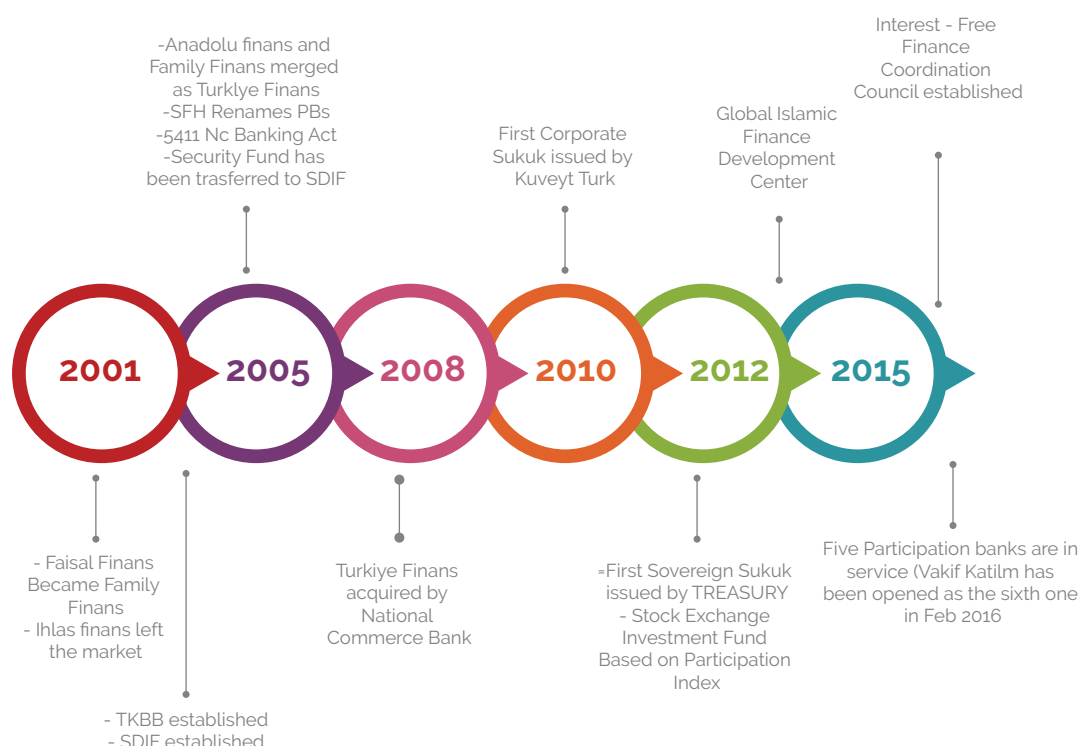 -Anadolu finans and
Family Finans merged
as Turklye Finans
-SFH Renames PBs
-5411 Nc Banking Act
-Security Fund has
been trasferred to SDIF
First Corporate
Sukuk issued by
Kuveyt Turk
Global Islamic
Finance
Development
Center
Interest - Free
Finance
Coordination
Council established
2001
2005
2008
2010
2012
2015
- Faisal Finans
Became Family
Finans
- Ihlas finans left
the market
- TKBB established
- SDIF established
Turkiye Finans
acquired by
National
Commerce Bank
=First Sovereign Sukuk
issued by TREASURY
- Stock Exchange
Investment Fund
Based on Participation
Index
Five Participation banks are in
service (Vakif Katilm has
been opened as the sixth one
in Feb 2016